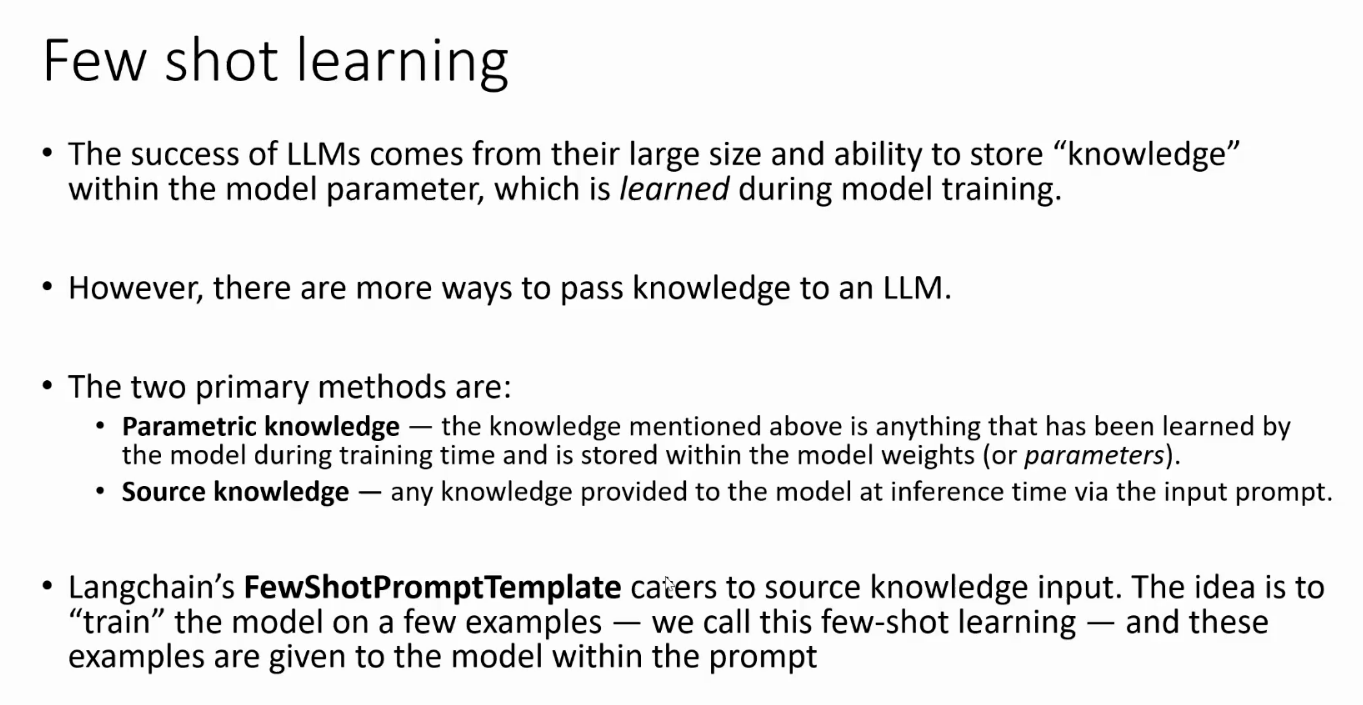 Few shot learning
• The success of LLMs comes from their large size and ability to store “knowledge”
within the model parameter, which is learned during model training.
• However, there are more ways to pass knowledge to an LLM.
• The two primary methods are:
• Parametric knowledge — the knowledge mentioned above is anything that has been learned by
the model during training time and is stored within the model weights (or parameters).
• Source knowledge — any knowledge provided to the model at inference time via the input prompt.
• Langchain’s FewShotPromptTemplate caters to source knowledge input. The idea is to
“train” the model on a few examples — we call this few-shot learning — and these
examples are given to the model within the prompt